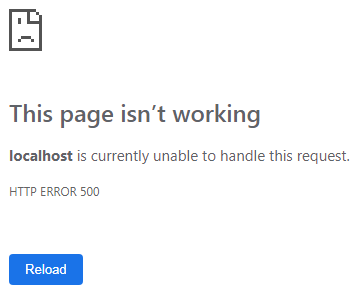 This page isn’t working
localhost is currently unable to handle this request.
HTTP ERROR 500
Reload